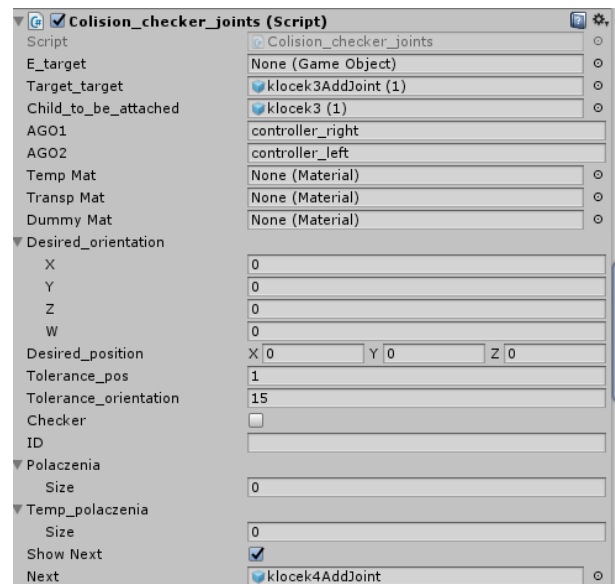 Colision_checker_joints (Script)
Script Colision_checker_joints
E_target None (Game Object)
Target_target klocek3AddJoint (1)
Child_to_be_attached klocek3 (1)
AGO1 controller_right
AGO2 controller_left
Temp Mat None (Material)
Transp Mat None (Material)
Dummy Mat None (Material)
Desired_orientation
X 0
Y 0
Z 0
W 0
Desired_position X 0 Y 0 Z 0
Tolerance_pos 1
Tolerance_orientation 15
Checker
ID
Polaczenia
Size 0
Temp_polaczenia
Size 0
Show Next
Next klocek4AddJoint